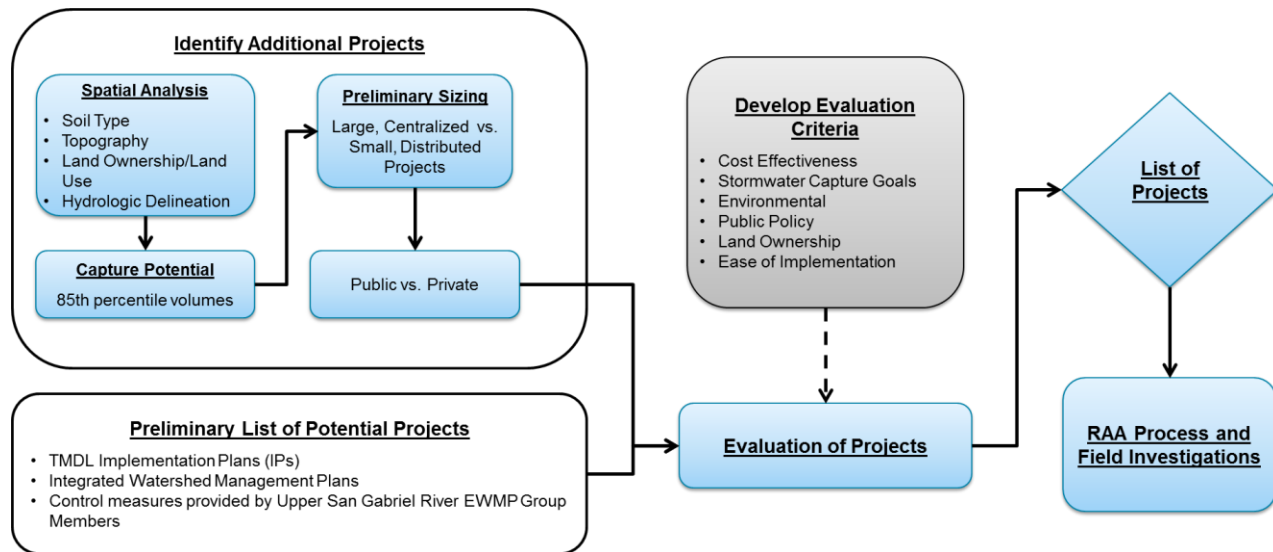 Identify Additional Projects
Spatial Analysis
• Soil Type
• Topography
• Land Ownership/Land
Use
• Hydrologic Delineation
Capture Potential
85th percentile volumes
Preliminary Sizing
Large, Centralized vs.
Small, Distributed
Projects
Public vs. Private
Preliminary List of Potential Projects
• TMDL Implementation Plans (IPs)
• Integrated Watershed Management Plans
• Control measures provided by Upper San Gabriel River EWMP Group
Members
Develop Evaluation
Criteria
• Cost Effectiveness
• Stormwater Capture Goals
• Environmental
• Public Policy
• Land Ownership
• Ease of Implementation
Evaluation of Projects
List of
Projects
RAA Process and
Field Investigations